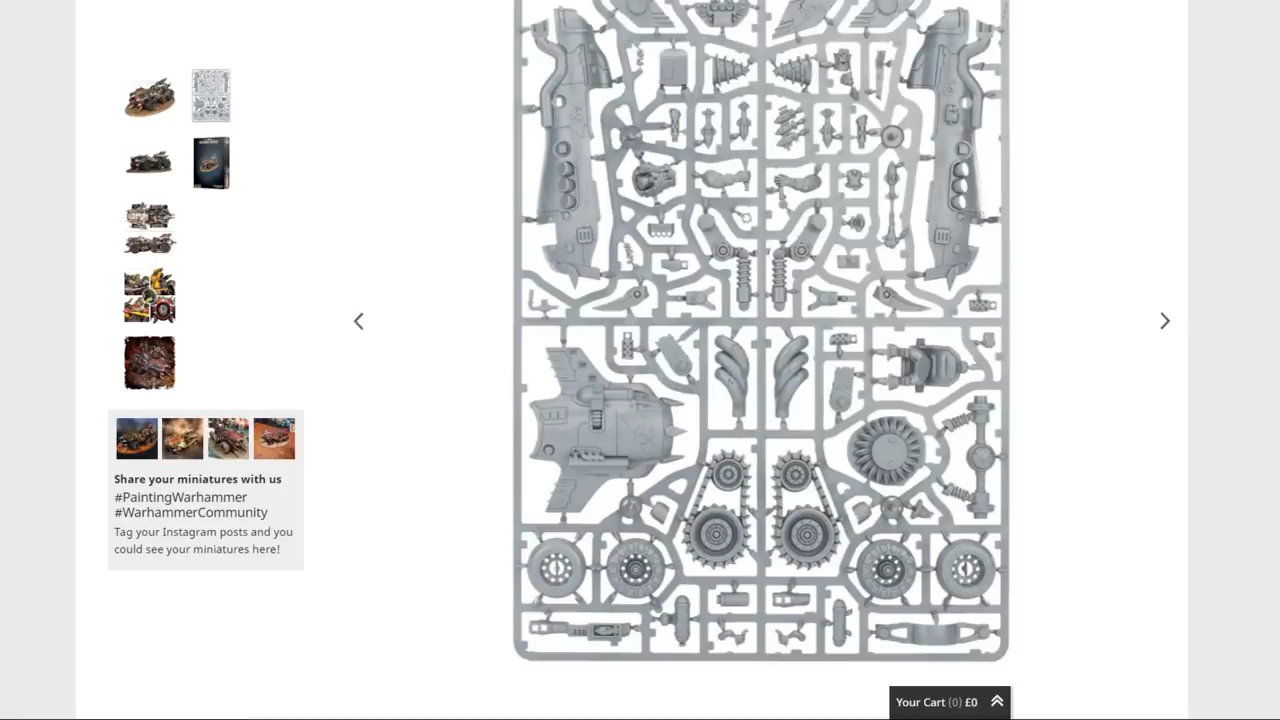 Share your miniatures with us
#PaintingWarhammer
#WarhammerCommunity
Tag your Instagram posts and you
could see your miniatures here!
Your Cart (0) £0